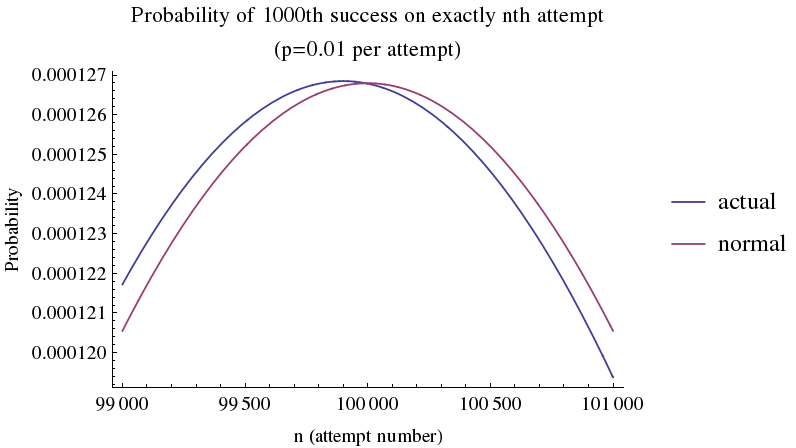 Probability of 1000th success on exactly nth attempt
(p=0.01 per attempt)
0.000127
0.000126
0.000125
0.000124
0.000123
0.000122
0.000121
0.000120
Probability
99 000 99 500 100 000 100 500 101 000
n (attempt number)
actual
normal